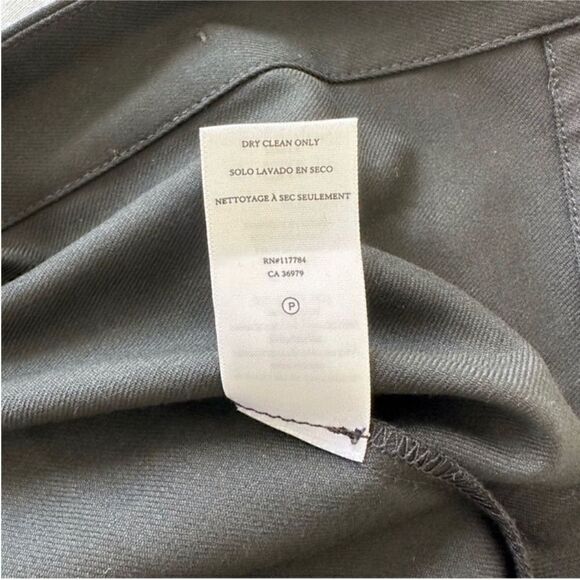 DRY CLEAN ONLY
SOLO LAVADO EN SECO
NETTOYAGE À SEC SEULEMENT
RN#117784
CA 36979
P